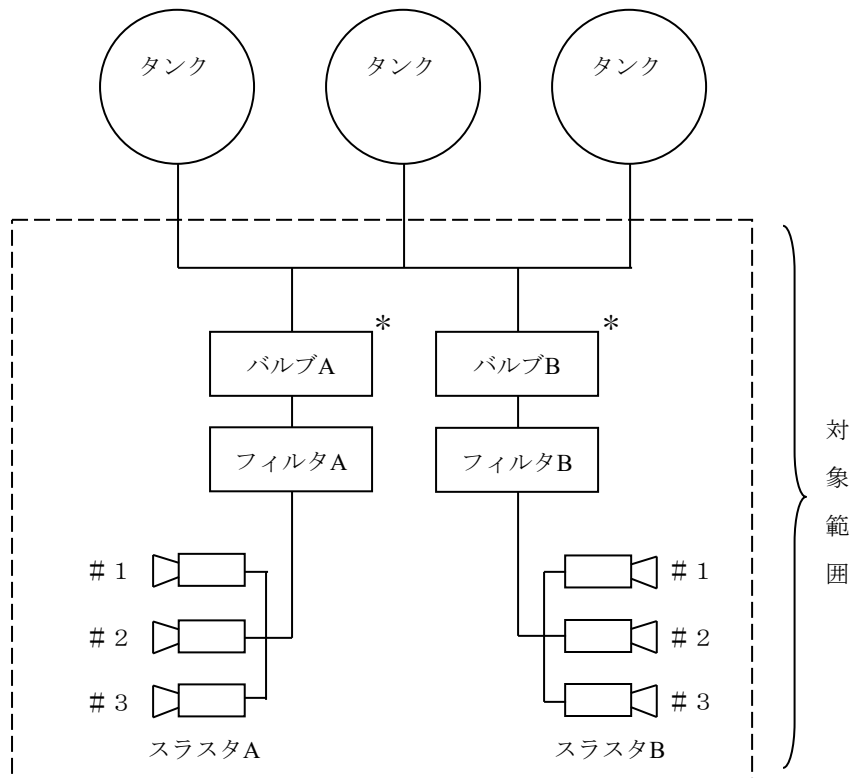 タンク タンク タンク
＊ ＊
バルブA バルブB
フィルタA フィルタB
＃１ ＃１
＃２ ＃２
＃３ ＃３
スラスタA スラスタB
対
象
範
囲